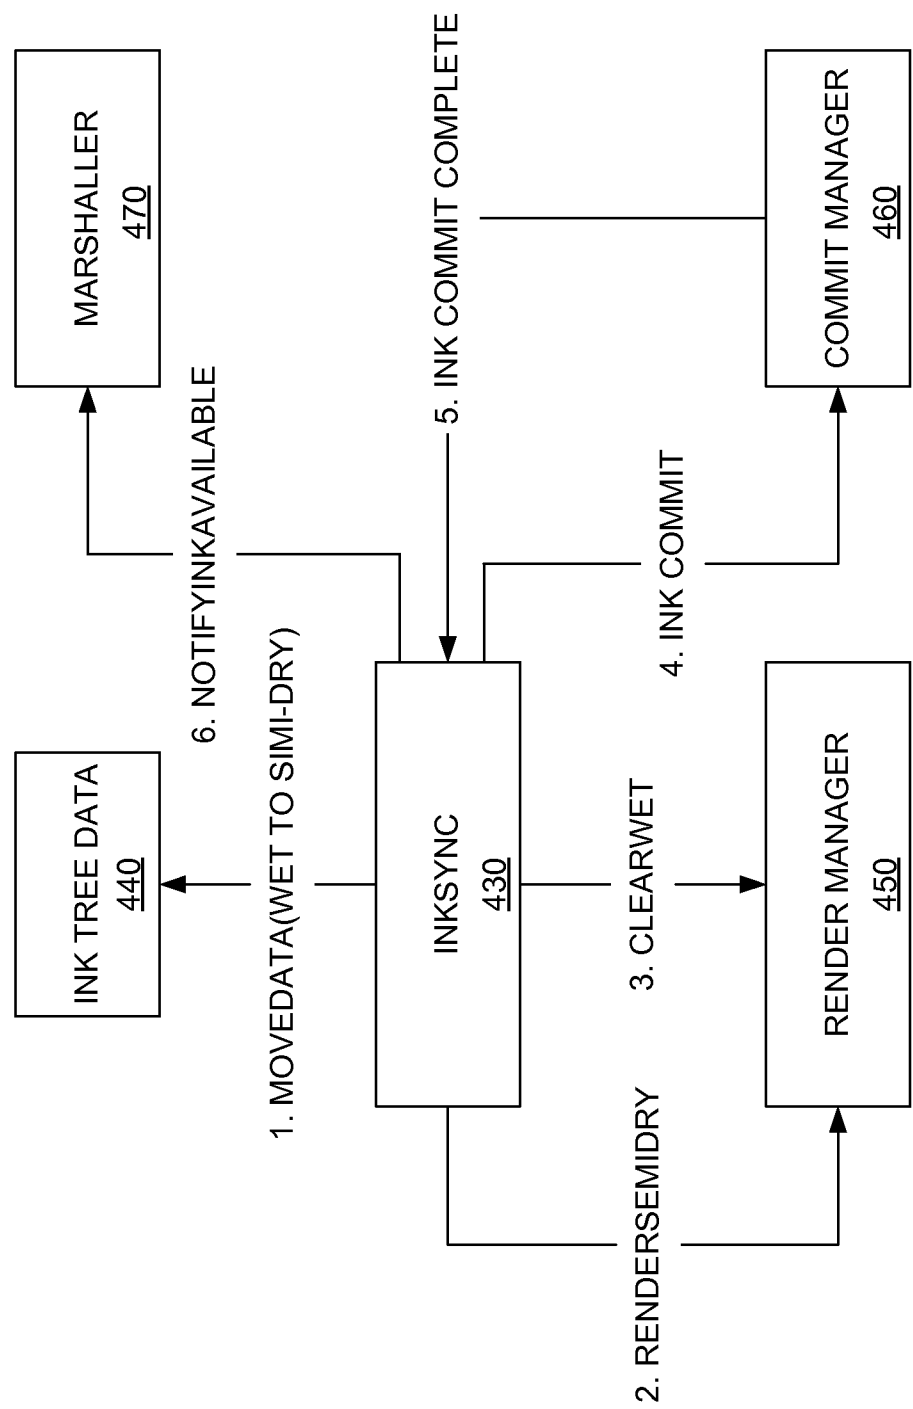 INK TREE DATA
440
MARSHALLER
470
1. MOVEDATA(WET TO SIMI-DRY)
6. NOTIFYINKAVAILABLE
INKSYNC
430
5. INK COMMIT COMPLETE
2. RENDERSEMIDRY
3. CLEARWET
4. INK COMMIT
RENDER MANAGER
450
COMMIT MANAGER
460